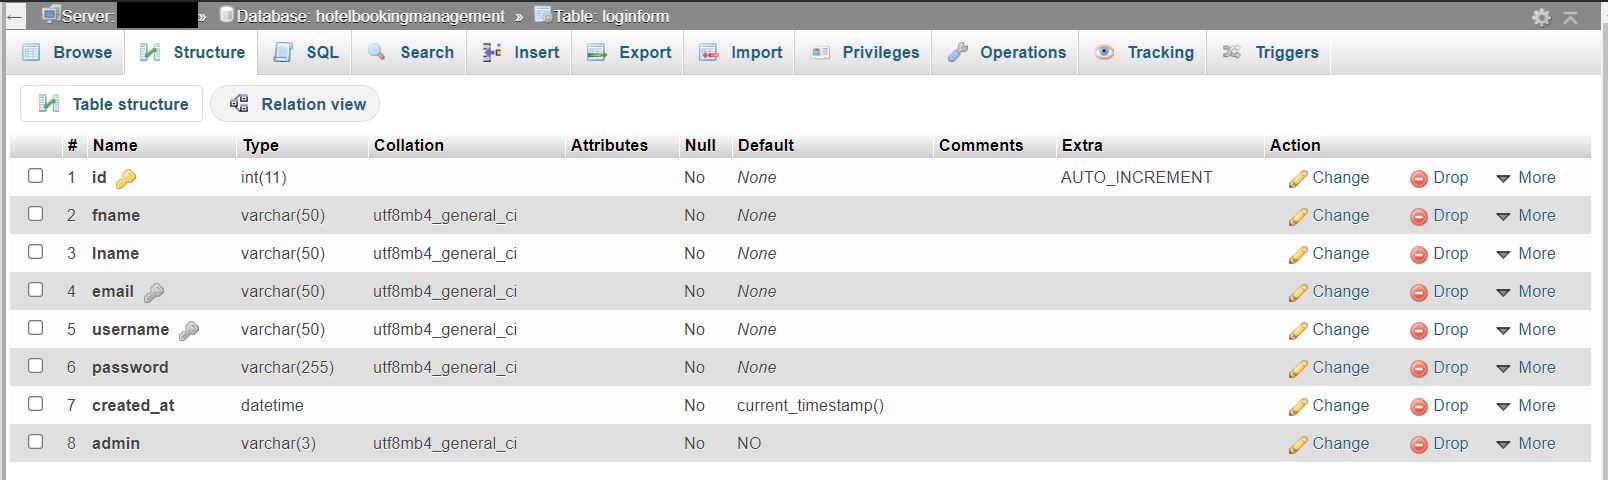 Server: » Database: hotelbookingmanagement » Table: loginform
Browse Structure SQL Search Insert Export Import Privileges Operations Tracking Triggers
Table structure Relation view
# Name Type Collation Attributes Null Default Comments Extra Action
1 id int(11) No None AUTO_INCREMENT Change Drop More
2 fname varchar(50) utf8mb4_general_ci No None Change Drop More
3 lname varchar(50) utf8mb4_general_ci No None Change Drop More
4 email varchar(50) utf8mb4_general_ci No None Change Drop More
5 username varchar(50) utf8mb4_general_ci No None Change Drop More
6 password varchar(255) utf8mb4_general_ci No None Change Drop More
7 created_at datetime No current_timestamp() Change Drop More
8 admin varchar(3) utf8mb4_general_ci No NO Change Drop More